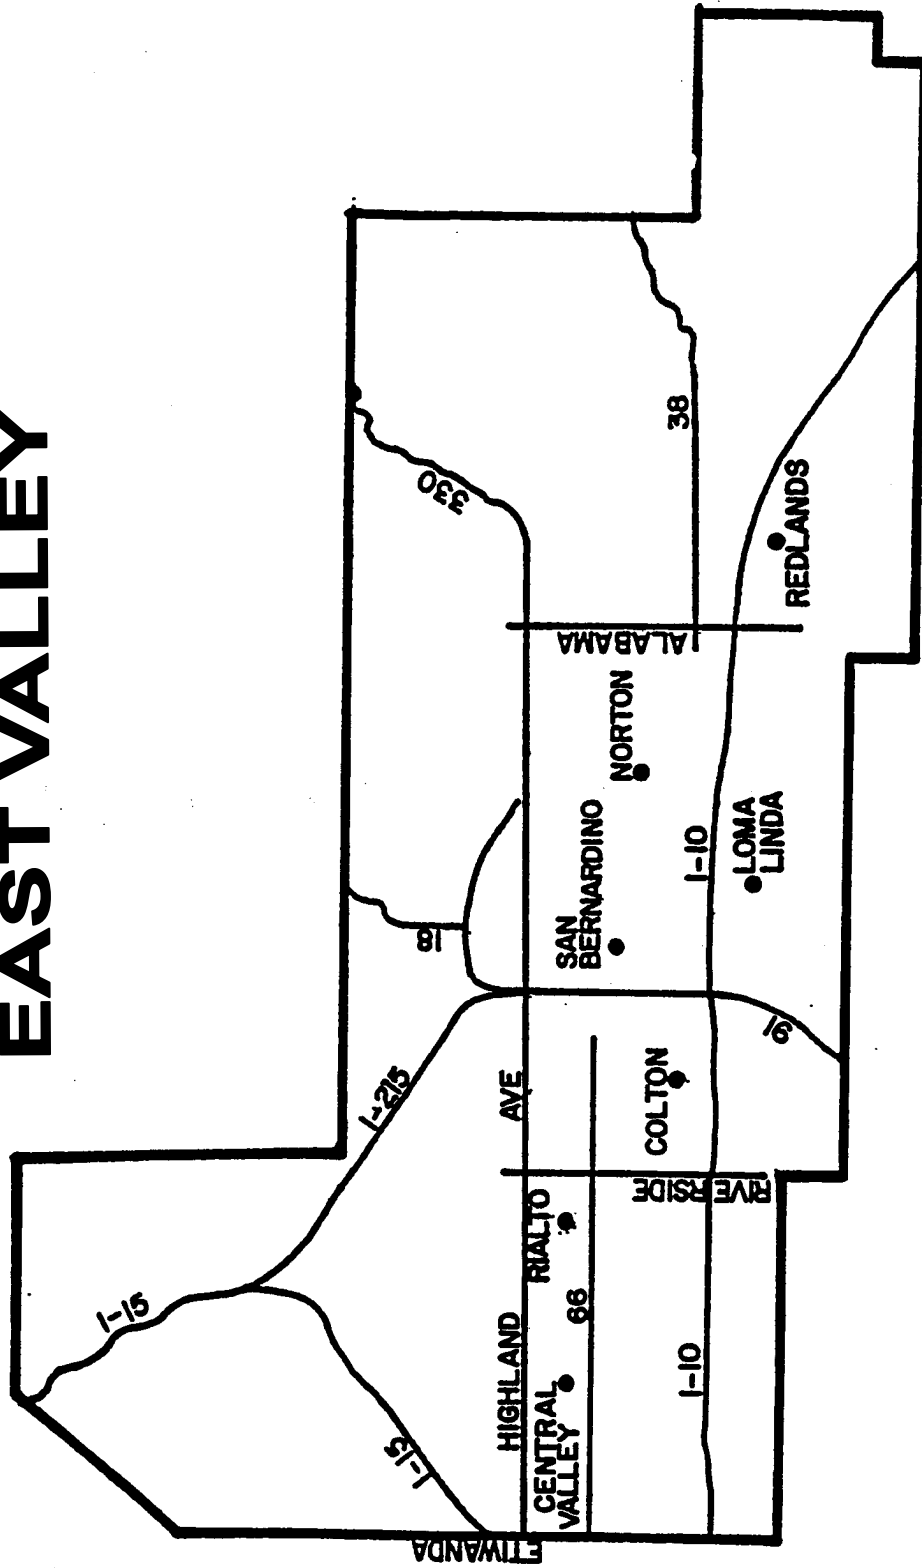 EAST VALLEY
I-15
I-215
18
330
I-15
HIGHLAND
AVE
CENTRAL
VALLEY
RIALTO
66
SAN
BERNARDINO
NORTON
ALABAMA
38
COLTON
RIVERSIDE
ETIWANDA
I-10
I-10
LOMA
LINDA
REDLANDS
91